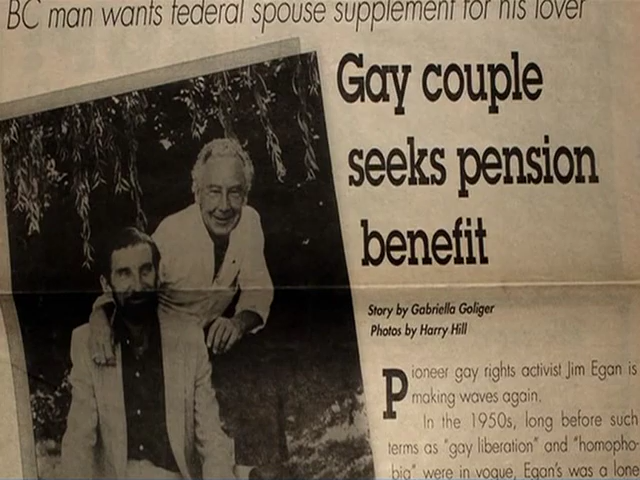 BC man wants federal spouse supplement for his lover
Gay couple
seeks pension
benefit
Story by Gabriella Goliger
Photos by Harry Hill
Pioneer gay rights activist Jim Egan is
making waves again.
In the 1950s, long before such
terms as "gay liberation" and "homopho-
bia" were in vogue, Egan's was a lone